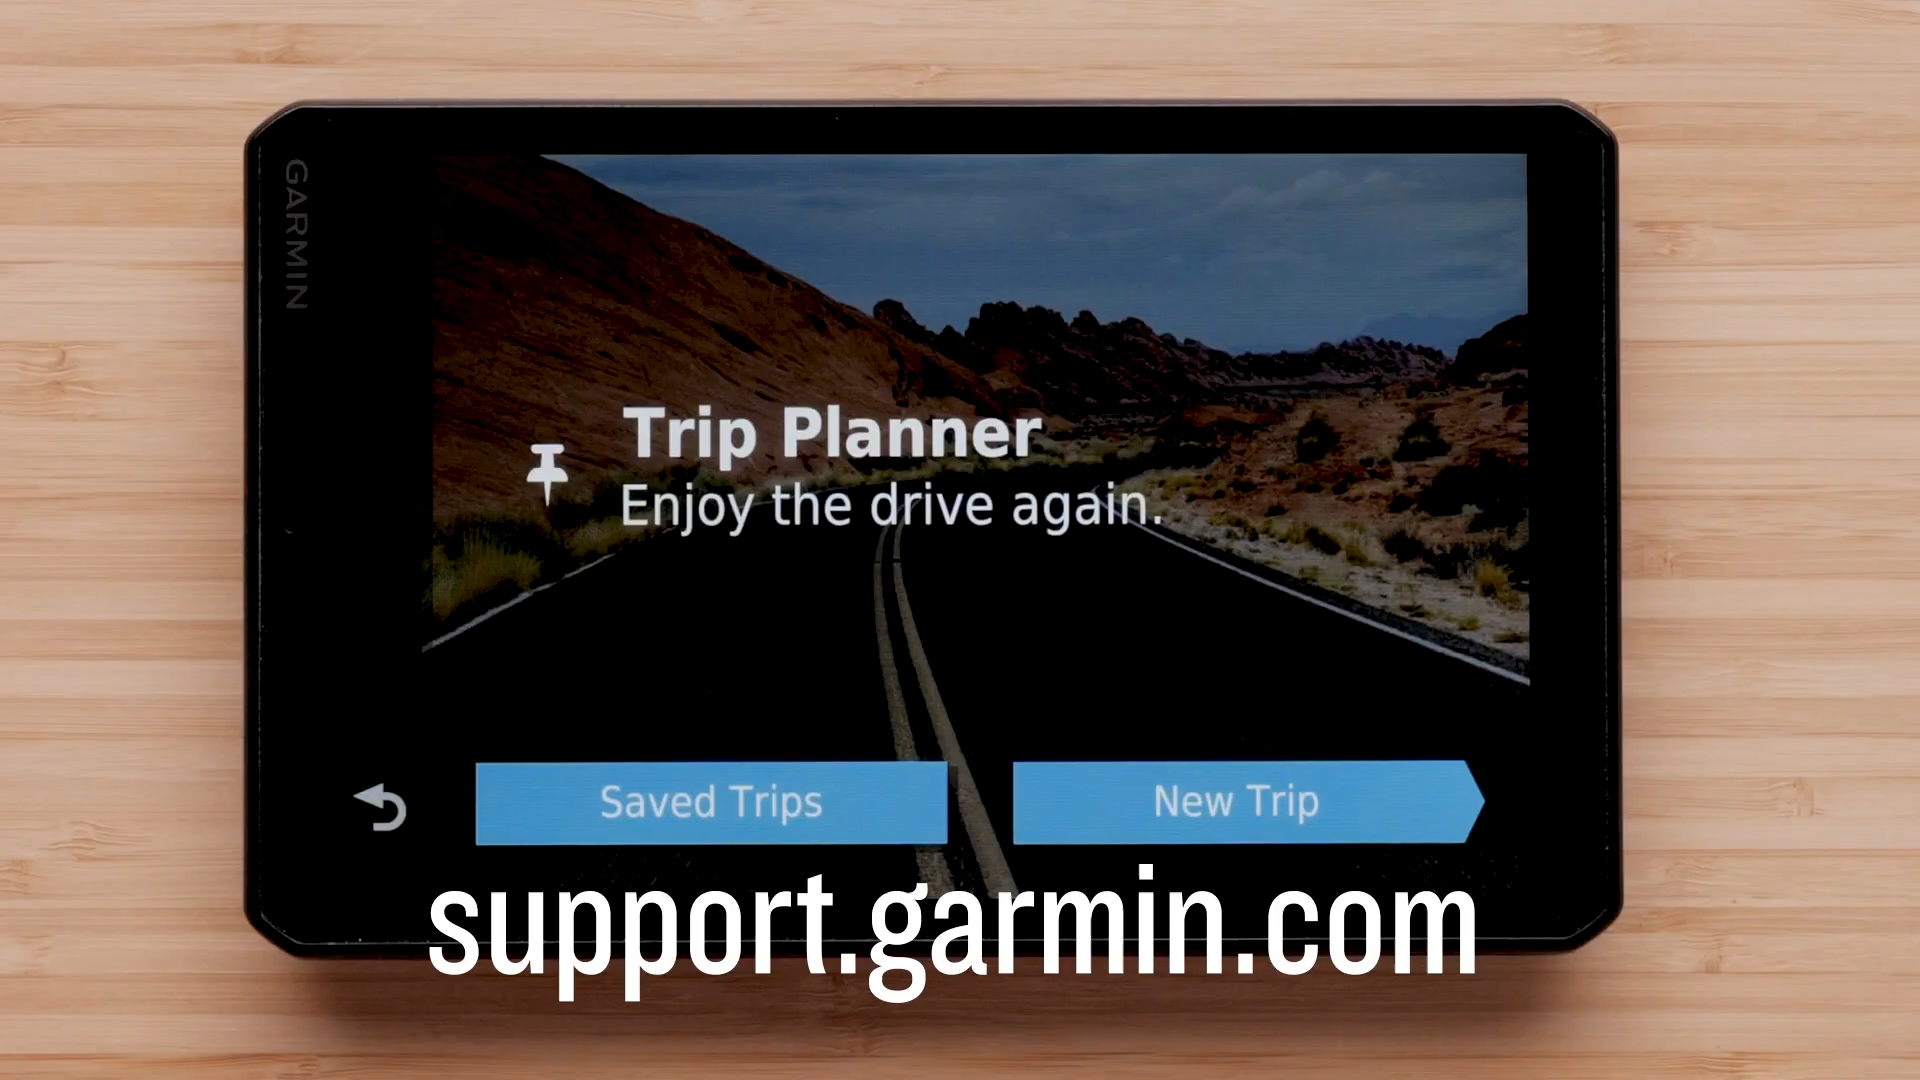 GARMIN
Trip Planner
Enjoy the drive again.
Saved Trips
New Trip
support.garmin.com